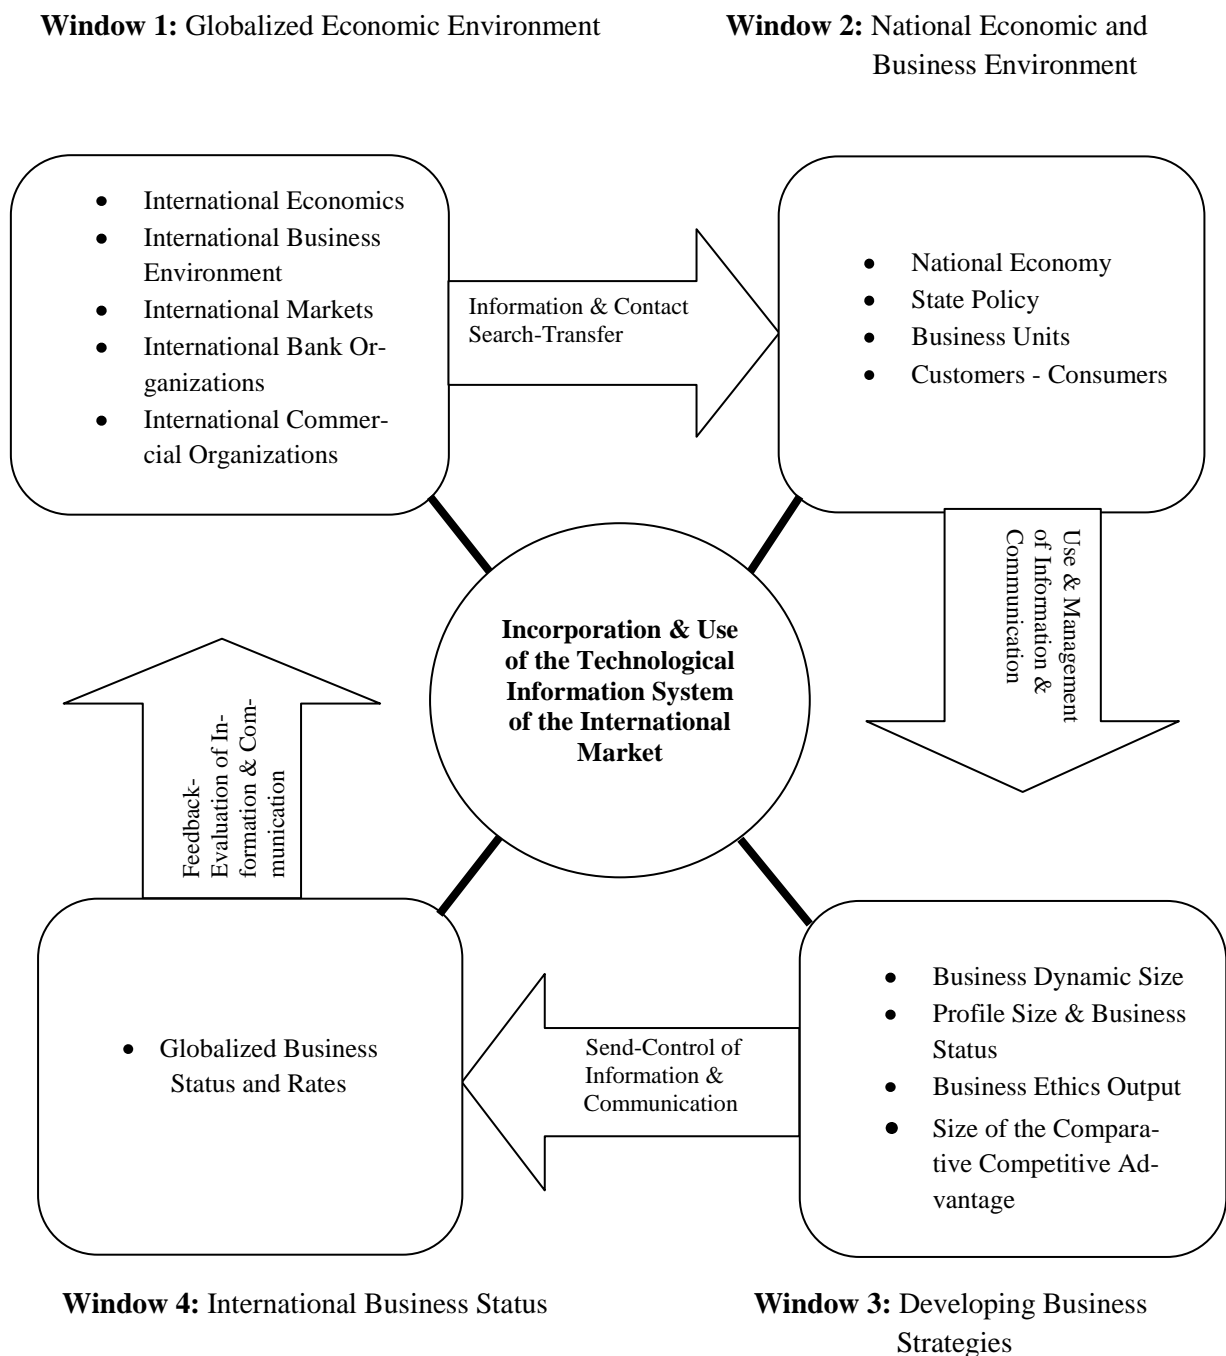 Window 1: Globalized Economic Environment
Window 2: National Economic and
Business Environment
• International Economics
• International Business
Environment
• International Markets
• International Bank Or-
ganizations
• International Commer-
cial Organizations
Information & Contact
Search-Transfer
• National Economy
• State Policy
• Business Units
• Customers - Consumers
Use & Management
of Information &
Communication
Incorporation & Use
of the Technological
Information System
of the International
Market
Feedback-
Evaluation of In-
formation & Com-
munication
• Globalized Business
Status and Rates
Send-Control of
Information &
Communication
• Business Dynamic Size
• Profile Size & Business
Status
• Business Ethics Output
• Size of the Compara-
tive Competitive Ad-
vantage
Window 4: International Business Status
Window 3: Developing Business
Strategies